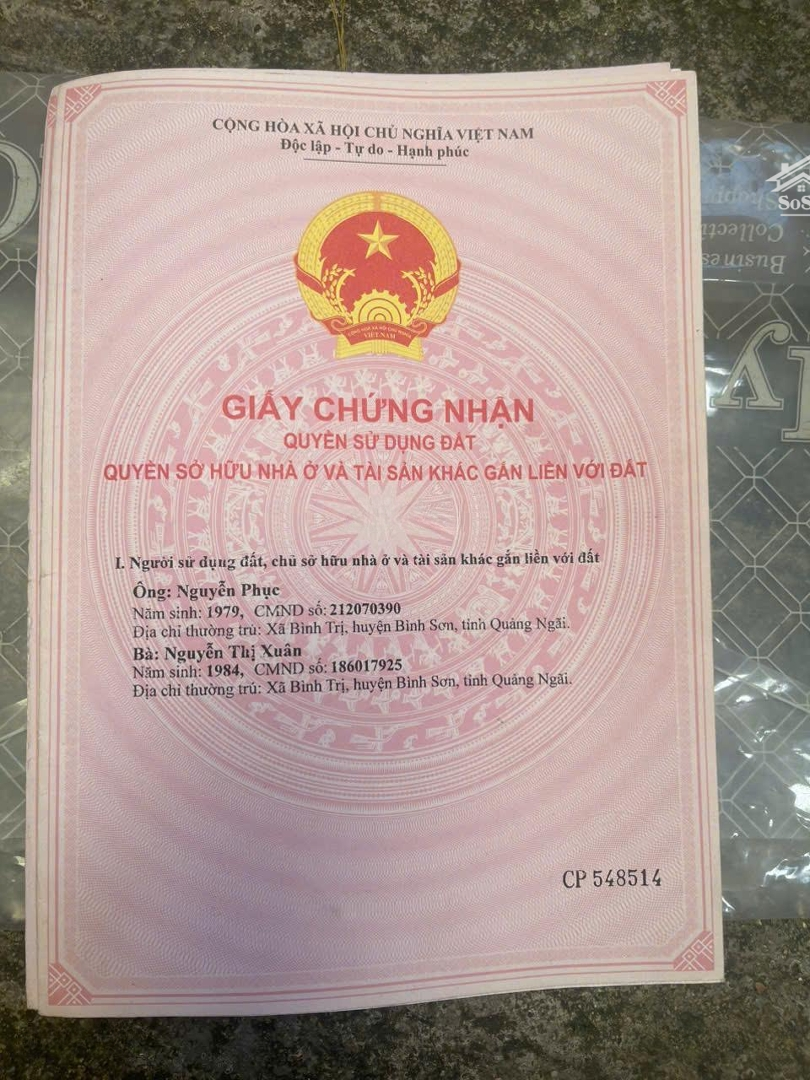 CỘNG HÒA XÃ HỘI CHỦ NGHĨA VIỆT NAM
Độc lập - Tự do - Hạnh phúc
VIỆT NAM
GIẤY CHỨNG NHẬN
QUYỀN SỬ DỤNG ĐẤT
QUYỀN SỞ HỮU NHÀ Ở VÀ TÀI SẢN KHÁC GẮN LIỀN VỚI ĐẤT
I. Người sử dụng đất, chủ sở hữu nhà ở và tài sản khác gắn liền với đất
Ông: Nguyễn Phục
Năm sinh: 1979, CMND số: 212070390
Địa chỉ thường trú: Xã Bình Trị, huyện Bình Sơn, tỉnh Quảng Ngãi.
Bà: Nguyễn Thị Xuân
Năm sinh: 1984, CMND số: 186017925
Địa chỉ thường trú: Xã Bình Trị, huyện Bình Sơn, tỉnh Quảng Ngãi.
CP 548514